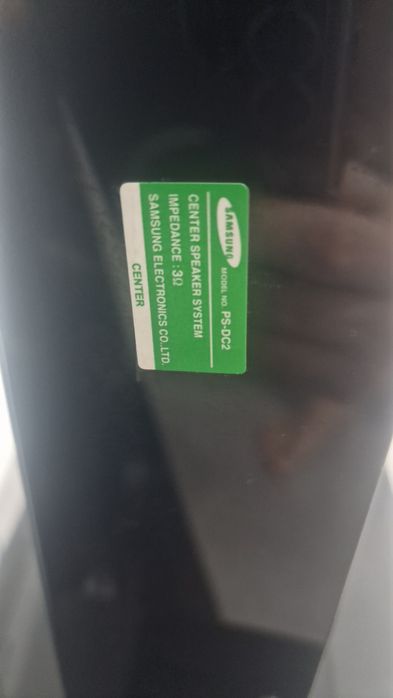 SAMSUNG MODEL NO. PS-DC2
CENTER SPEAKER SYSTEM
IMPEDANCE : 3Ω
SAMSUNG ELECTRONICS CO.,LTD.
CENTER